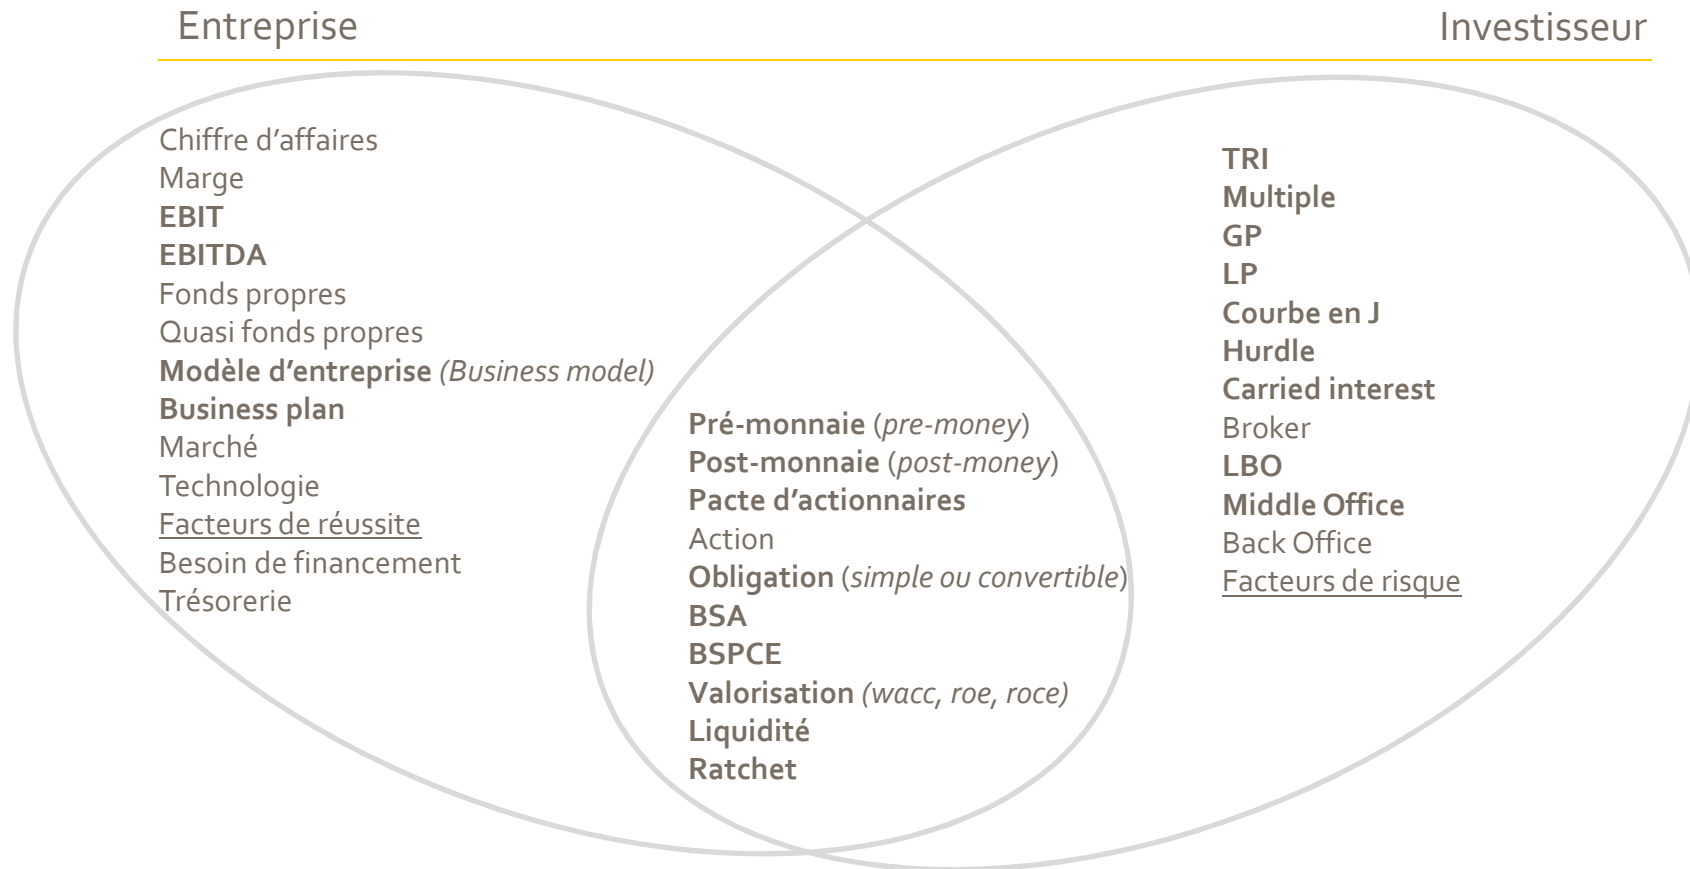 Entreprise
Investisseur
Chiffre d’affaires
Marge
EBIT
EBITDA
Fonds propres
Quasi fonds propres
Modèle d’entreprise (Business model)
Business plan
Marché
Technologie
Facteurs de réussite
Besoin de financement
Trésorerie
Pré-monnaie (pre-money)
Post-monnaie (post-money)
Pacte d’actionnaires
Action
Obligation (simple ou convertible)
BSA
BSPCE
Valorisation (wacc, roe, roce)
Liquidité
Ratchet
TRI
Multiple
GP
LP
Courbe en J
Hurdle
Carried interest
Broker
LBO
Middle Office
Back Office
Facteurs de risque